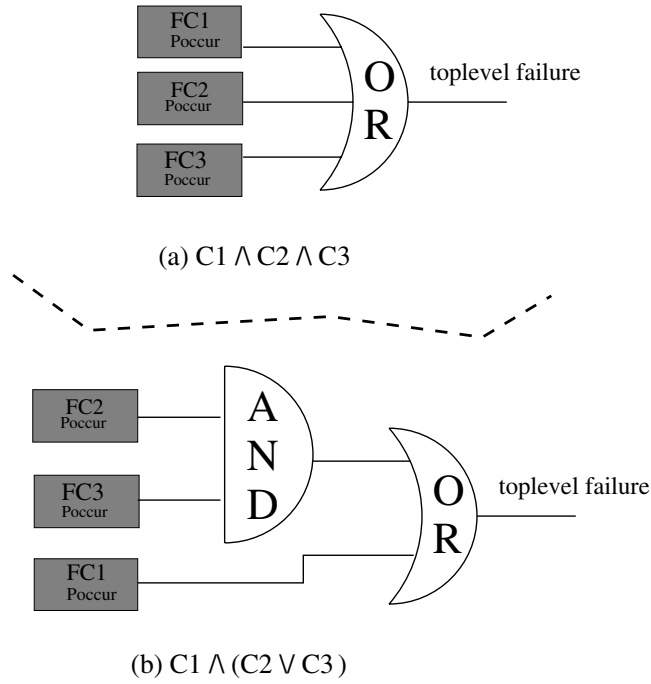 FC1
Poccur
FC2
Poccur
FC3
Poccur
O
R
toplevel failure
(a) C1 /\ C2 /\ C3
FC2
Poccur
FC3
Poccur
FC1
Poccur
A
N
D
O
R
toplevel failure
(b) C1 /\ (C2 \/ C3)